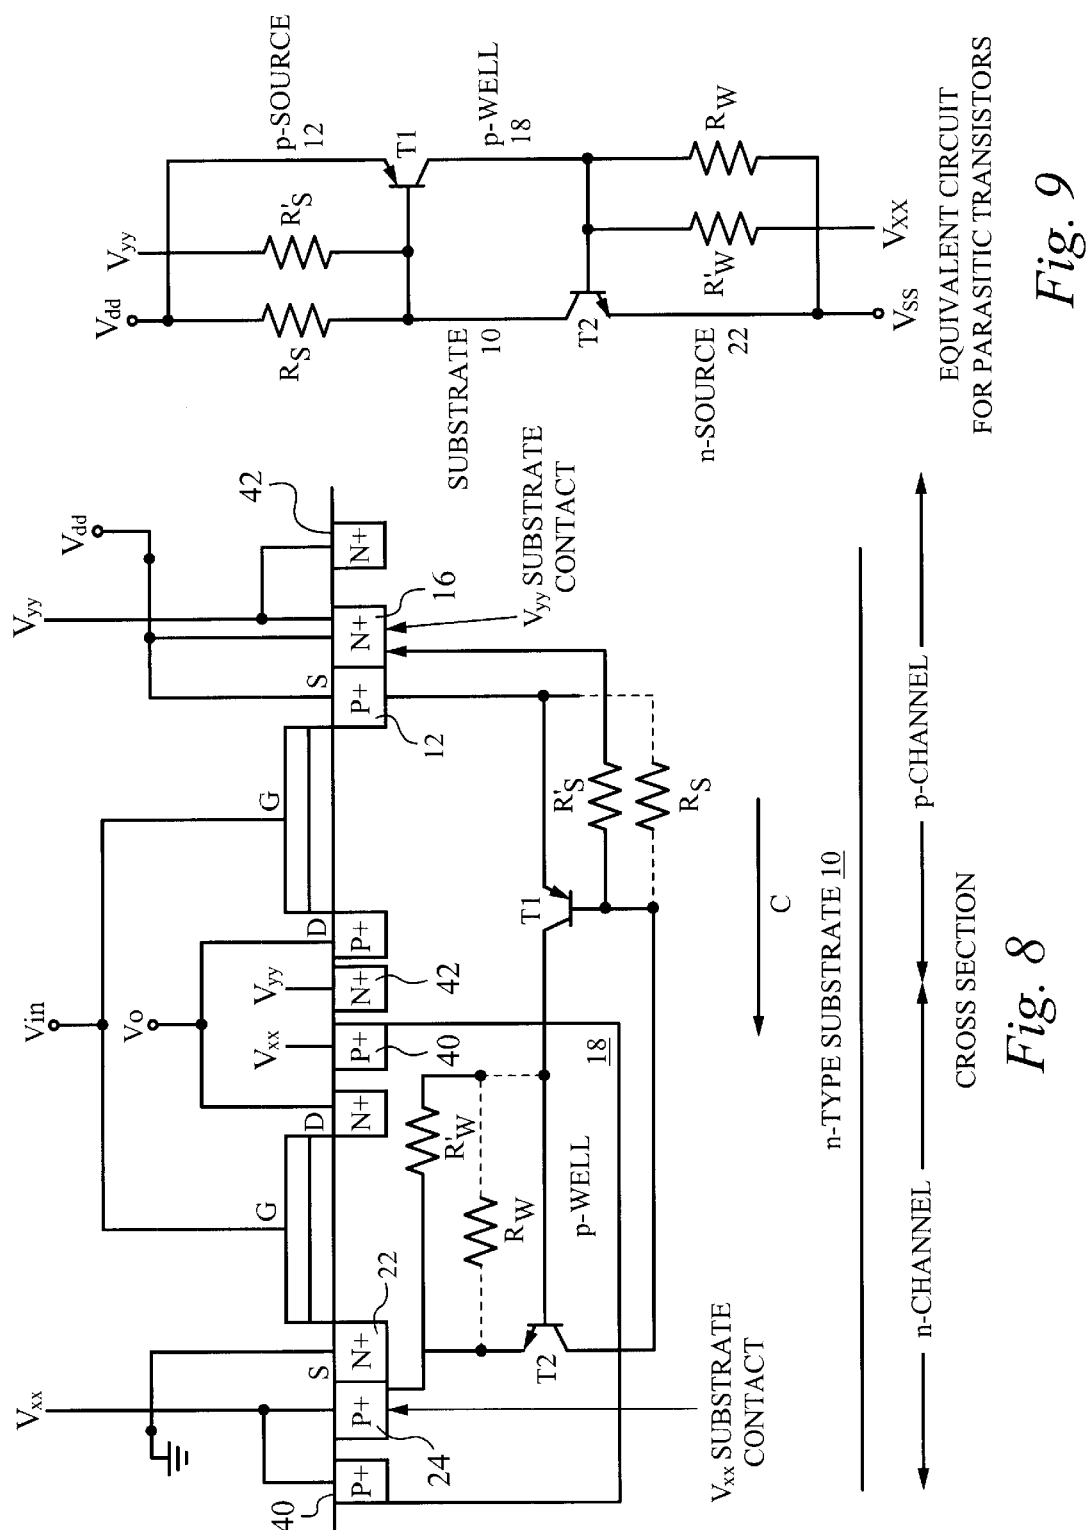 Vin
Vo
Vxx
Vyy
Vdd
G
G
S
D
D
S
Vxx
Vyy
40
P+
P+
N+
N+
P+
N+
P+
P+
N+
N+
42
24
22
40
42
12
16
R'W
RW
T2
T1
R'S
RS
p-WELL
18
Vxx SUBSTRATE
CONTACT
Vyy SUBSTRATE
CONTACT
C
n-TYPE SUBSTRATE 10
n-CHANNEL
p-CHANNEL
CROSS SECTION
Fig. 8
Vdd
Vyy
RS
R'S
p-SOURCE
12
T1
SUBSTRATE
10
p-WELL
18
T2
n-SOURCE
22
R'W
RW
VSS
VXX
EQUIVALENT CIRCUIT
FOR PARASITIC TRANSISTORS
Fig. 9